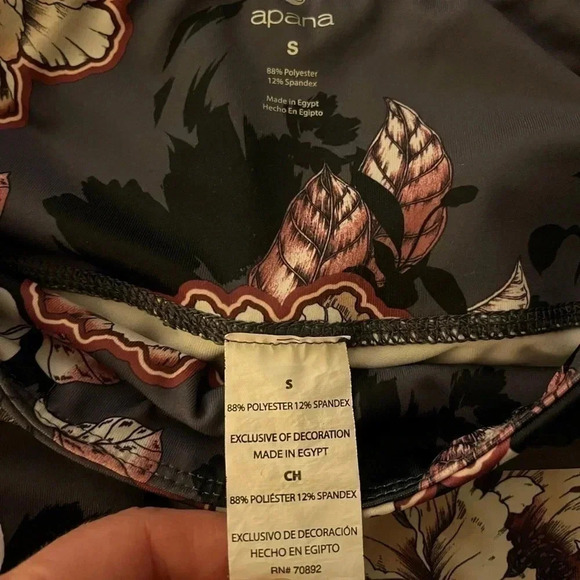 apana
S
88% Polyester
12% Spandex
Made in Egypt
Hecho En Egipto
S
88% POLYESTER 12% SPANDEX
EXCLUSIVE OF DECORATION
MADE IN EGYPT
CH
88% POLIÉSTER 12% SPANDEX
EXCLUSIVO DE DECORACIÓN
HECHO EN EGIPTO
RN# 70892